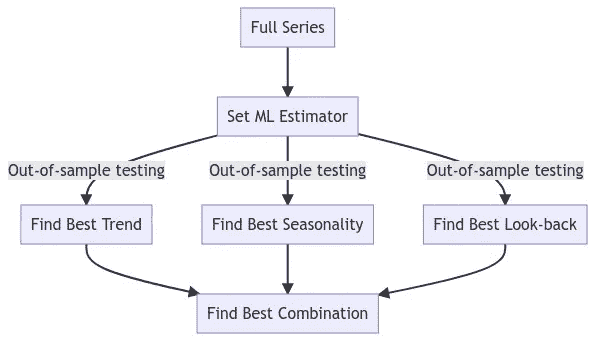 Full Series
Set ML Estimator
Out-of-sample testing
Out-of-sample testing
Out-of-sample testing
Find Best Trend
Find Best Seasonality
Find Best Look-back
Find Best Combination